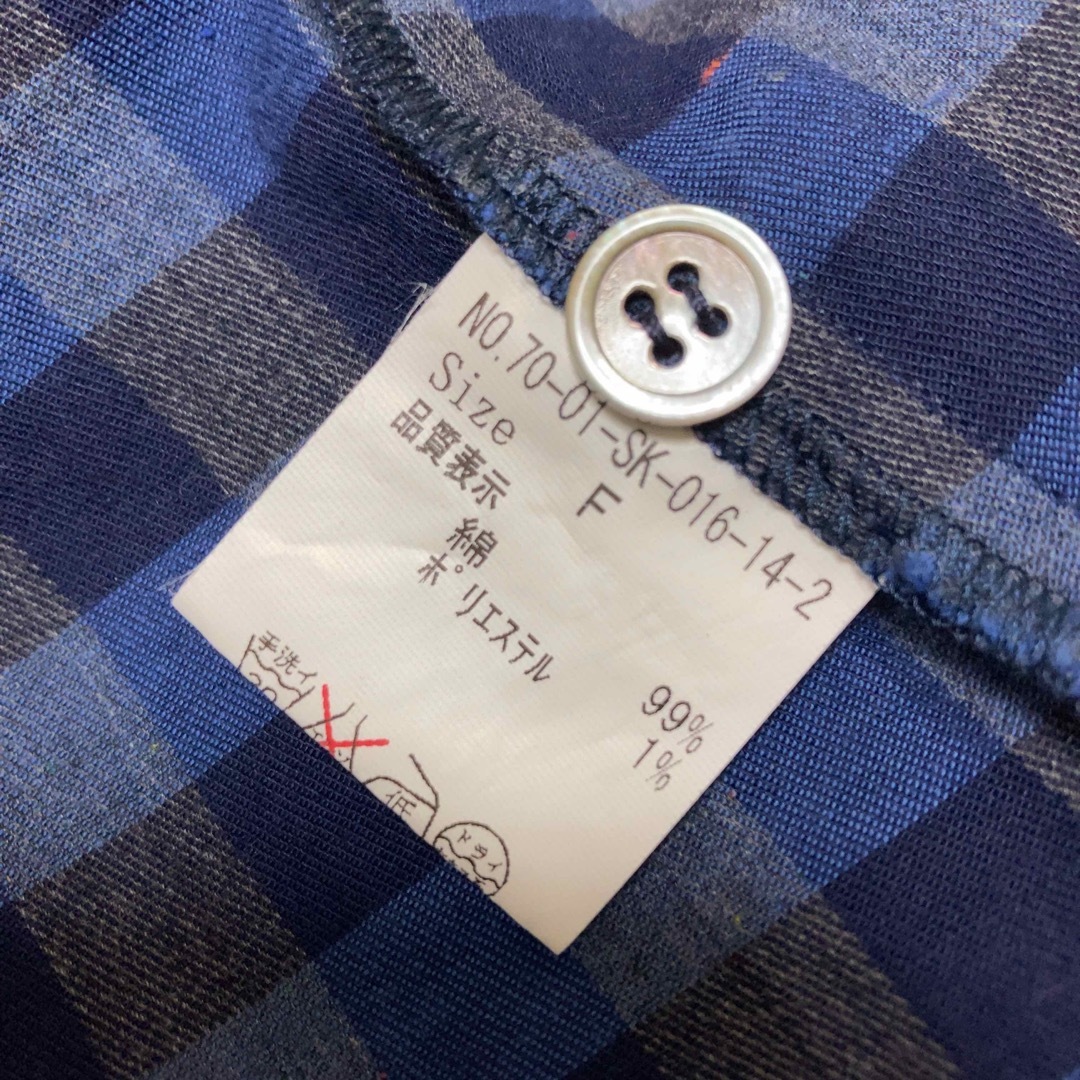 NO.70-01-SK-016-14-2
Size F
品質表示
綿 99%
ポリエステル 1%
手洗イ
低
ドライ